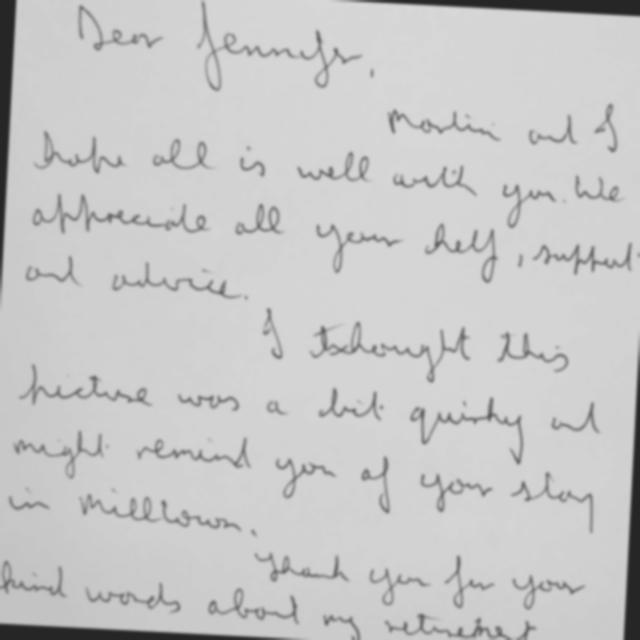 Dear Jennifer,
Martin and I
hope all is well with you. We
appreciate all your help, support
and advice.
I thought this
picture was a bit quirky and
might remind you of your stay
in Milltown.
Thank you for your
kind words about my retirement